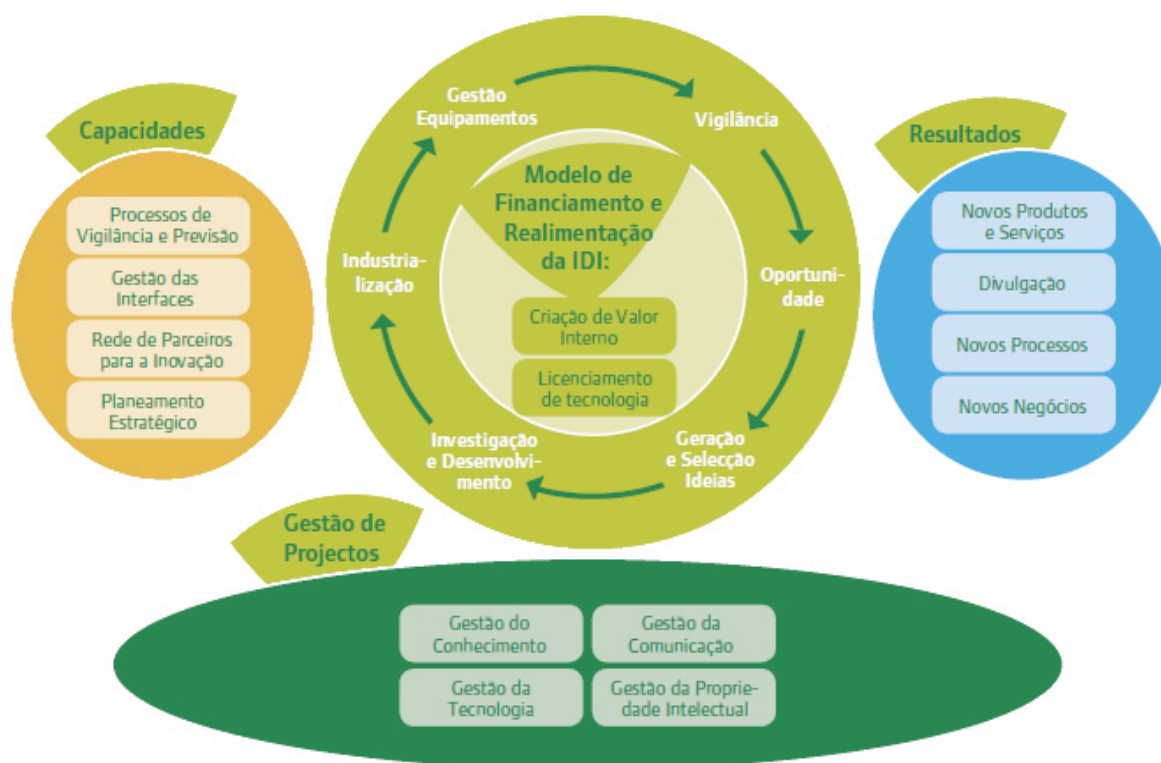 Capacidades
Processos de
Vigilância e Previsão
Gestão das
Interfaces
Rede de Parceiros
para a Inovação
Planeamento
Estratégico
Gestão
Equipamentos
Vigilância
Oportuni-
dade
Geração
e Selecção
Ideias
Investigação
e Desenvolvi-
mento
Industria-
lização
Modelo de
Financiamento e
Realimentação
da IDI:
Criação de Valor
Interno
Licenciamento
de tecnologia
Resultados
Novos Produtos
e Serviços
Divulgação
Novos Processos
Novos Negócios
Gestão de
Projectos
Gestão do
Conhecimento
Gestão da
Comunicação
Gestão da
Tecnologia
Gestão da Proprie-
dade Intelectual